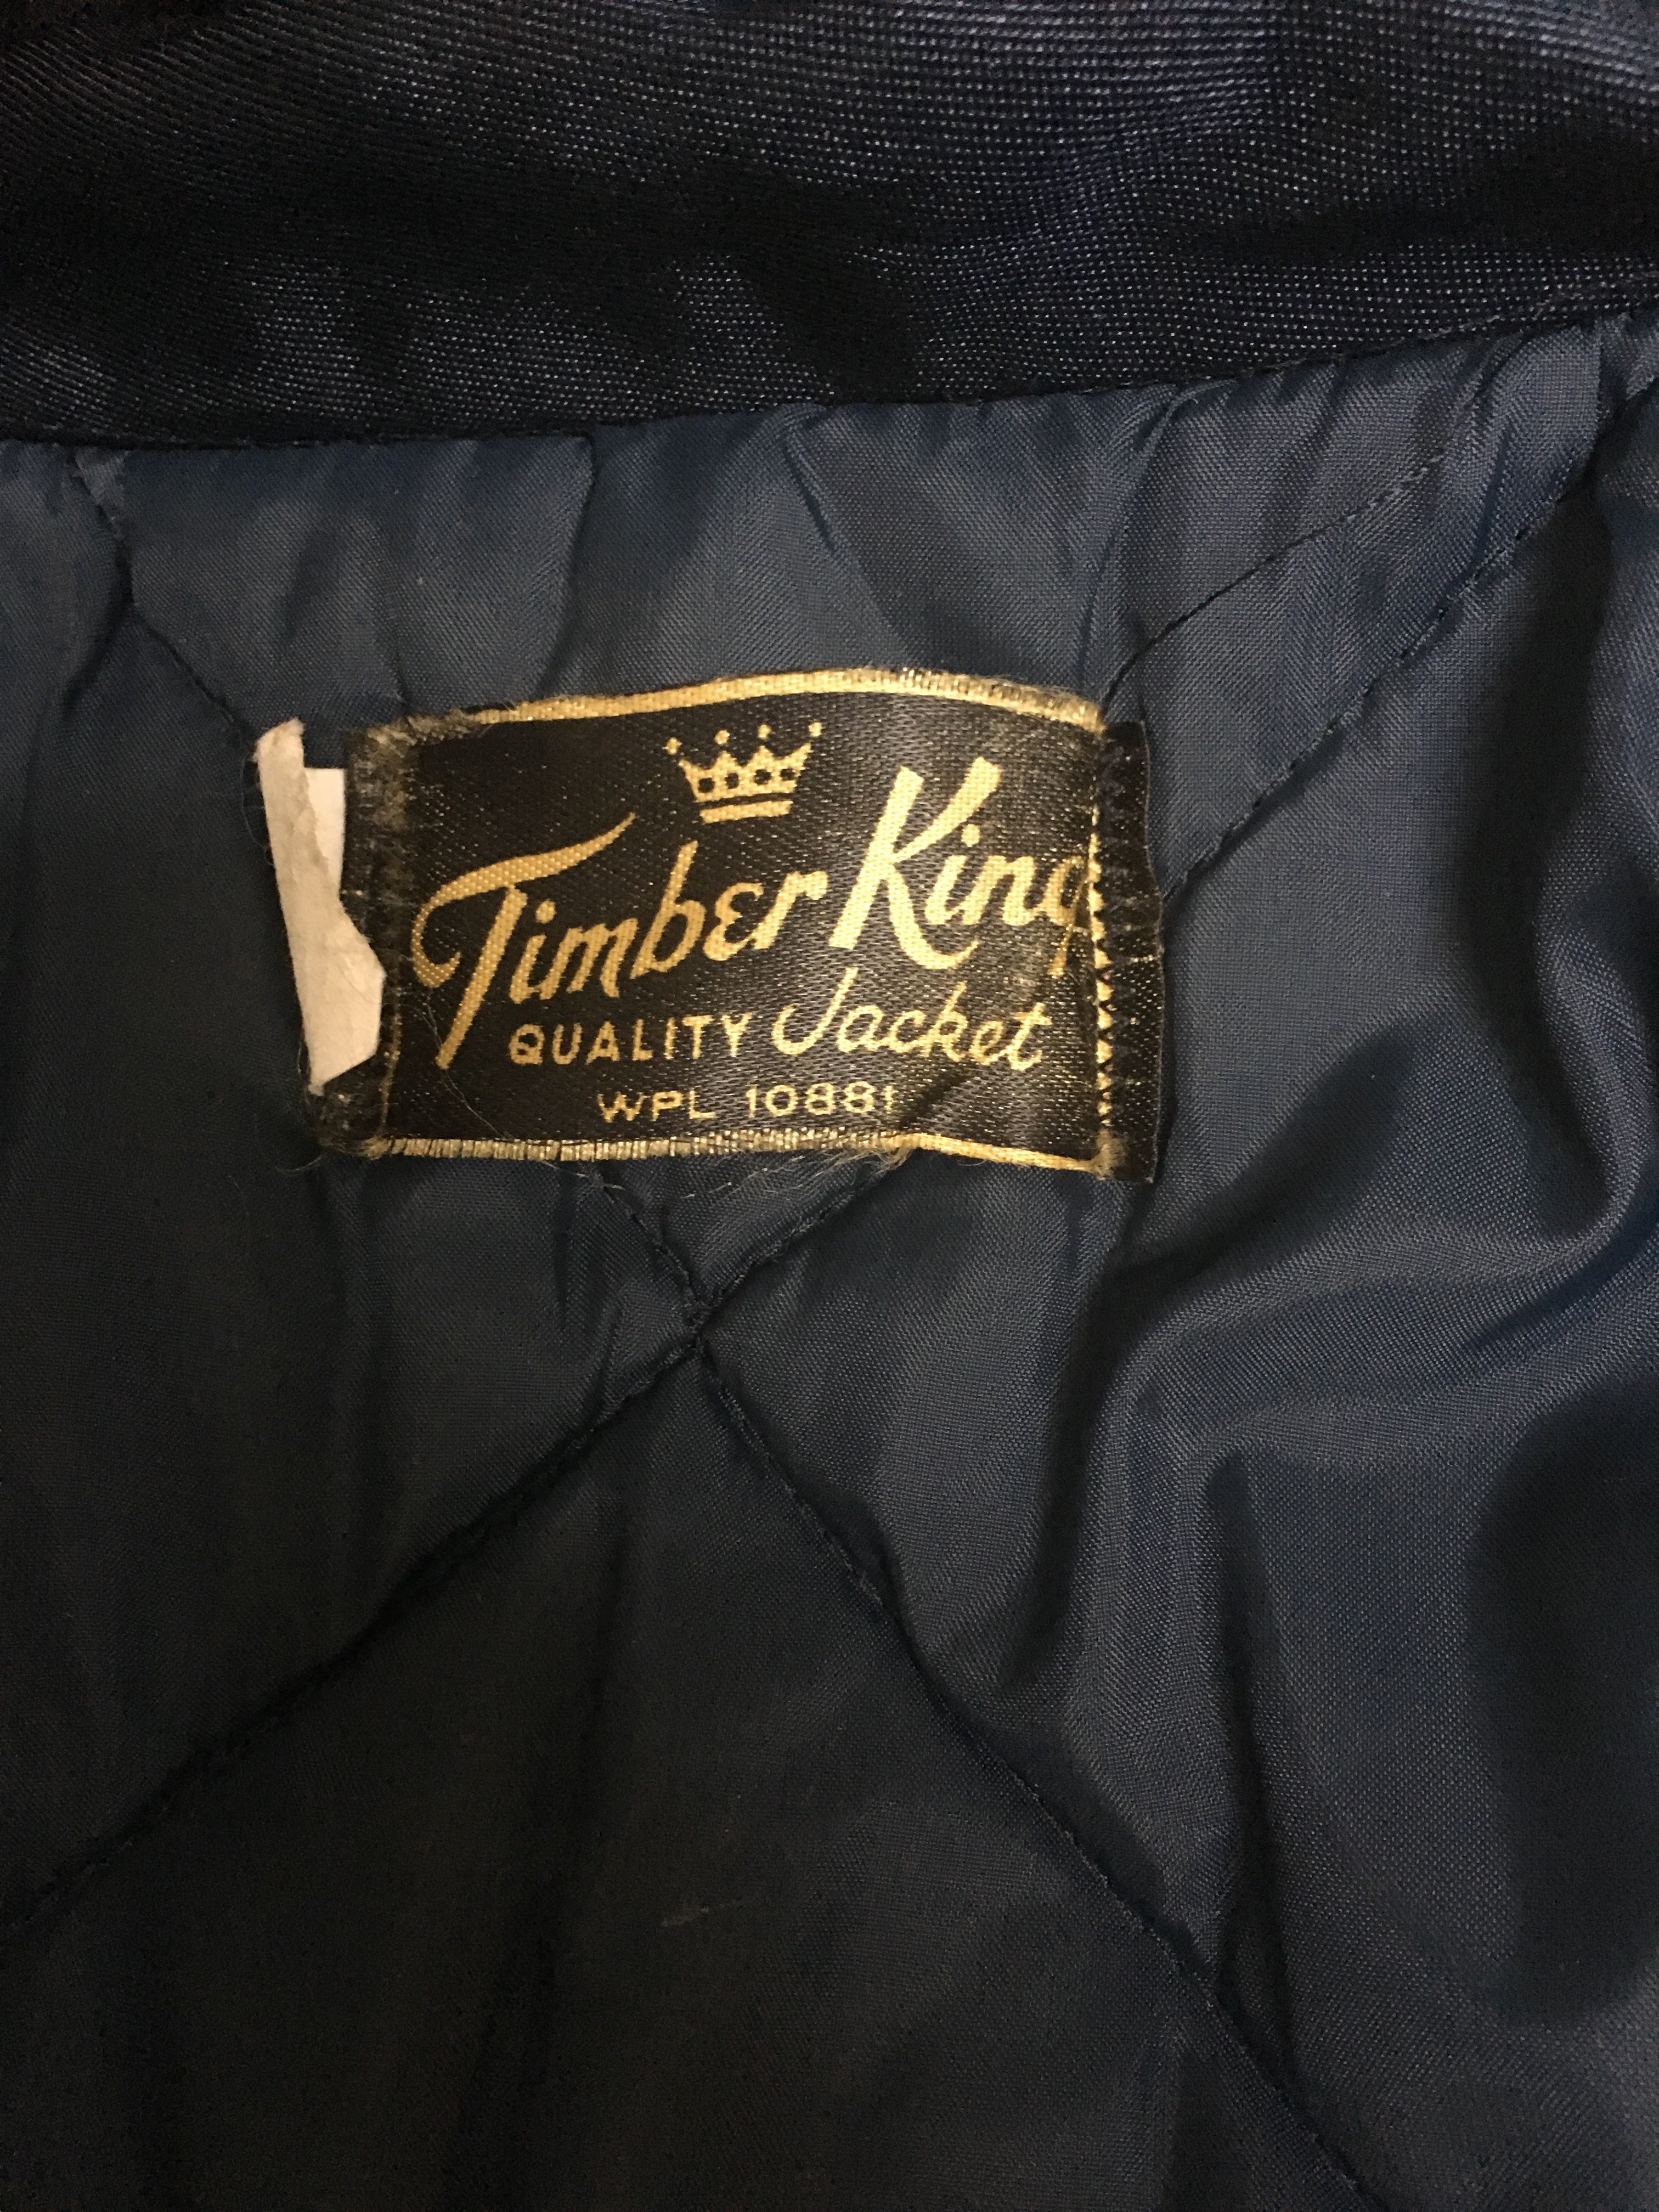 Timber King
QUALITY Jacket
WPL 10881